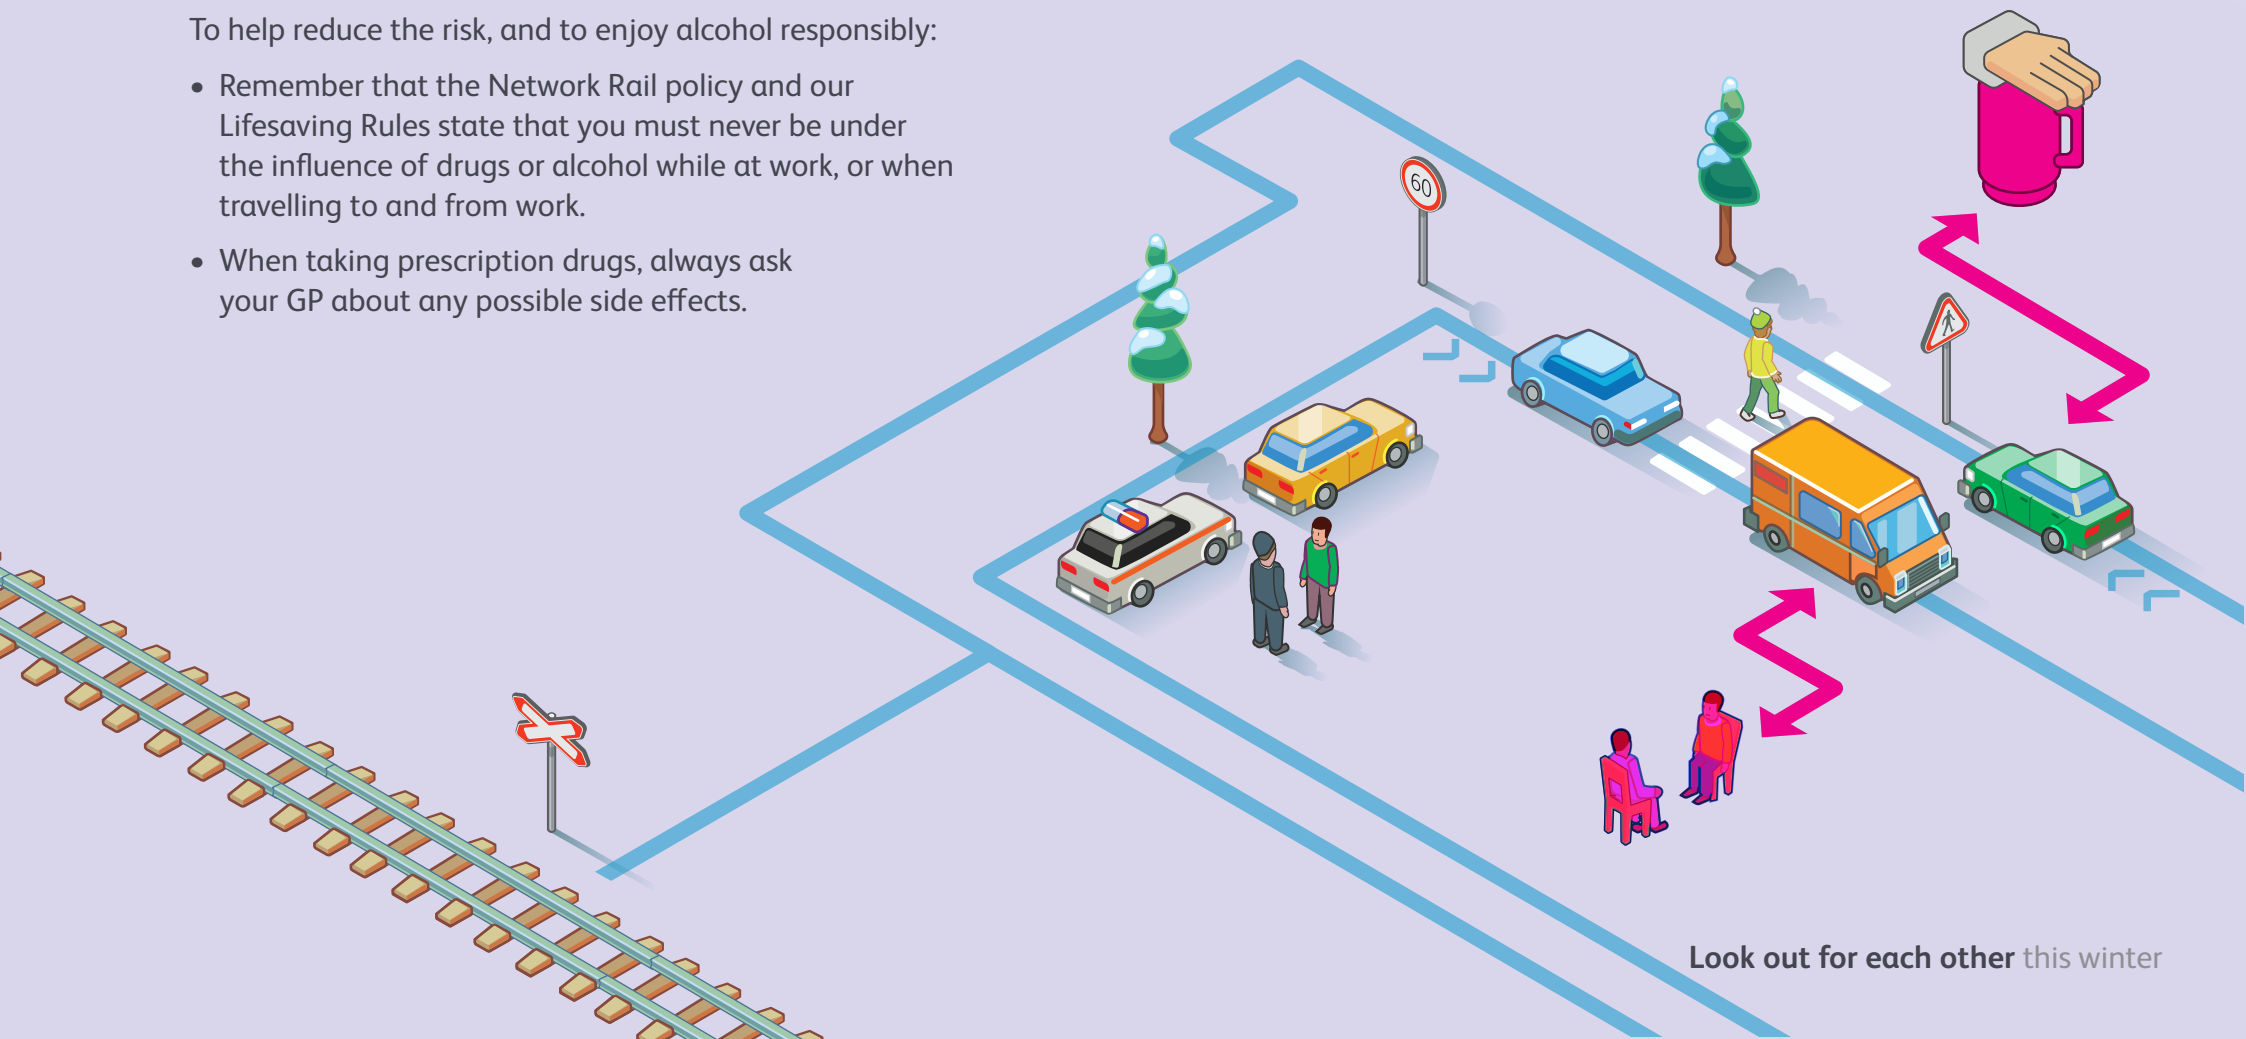 To help reduce the risk, and to enjoy alcohol responsibly:
• Remember that the Network Rail policy and our
Lifesaving Rules state that you must never be under
the influence of drugs or alcohol while at work, or when
travelling to and from work.
• When taking prescription drugs, always ask
your GP about any possible side effects.
60
Look out for each other this winter